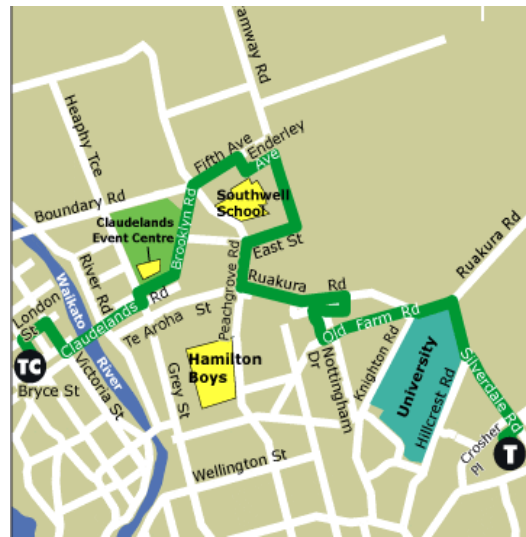 ramway Rd
Heaphy Tce
Fifth Ave
Enderley
Ave
Boundary Rd
Southwell
School
Claudelands
Event Centre
Brooklyn Rd
East St
Ruakura Rd
River Rd
Waikato
River
London
St
Claudelands Rd
Peachgrove Rd
Ruakura Rd
Te Aroha St
Old Farm Rd
TC
Bryce St
Victoria St
Grey St
Hamilton
Boys
Nottingham
Dr
Knighton Rd
University
Hillcrest Rd
Silverdale Rd
Crosher
Pl
T
Wellington St